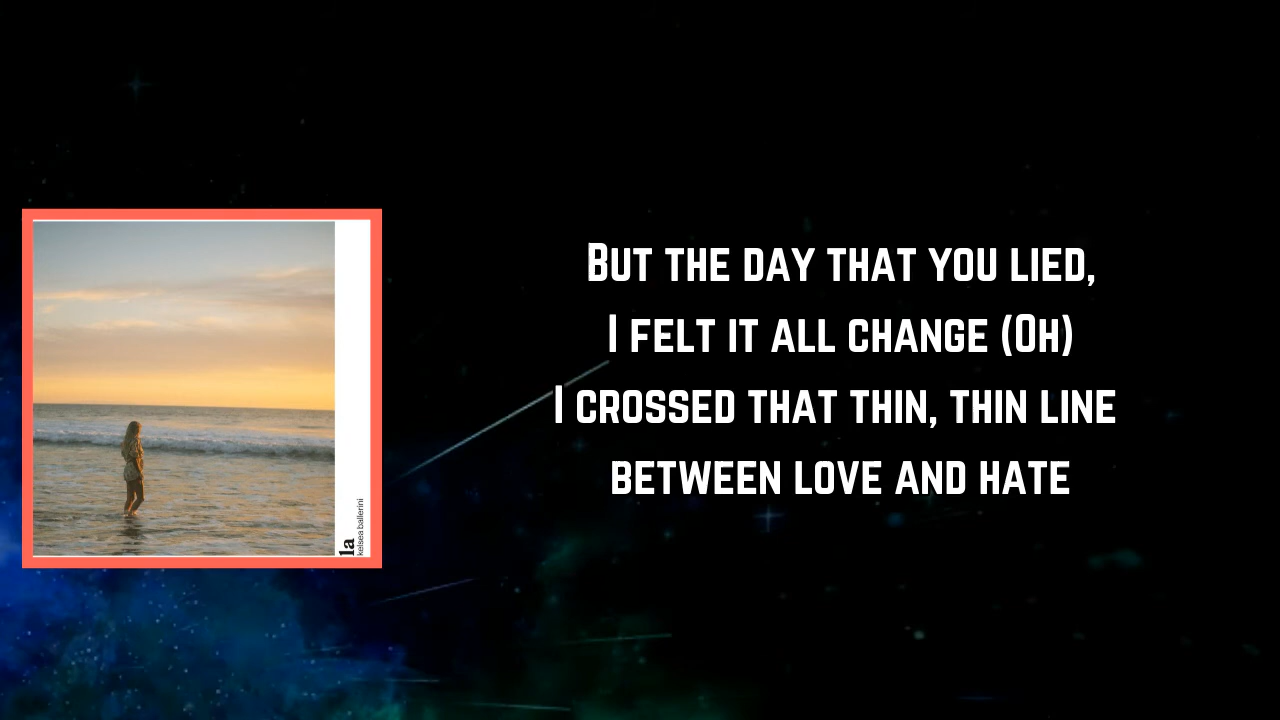 But the day that you lied,
I felt it all change (Oh)
I crossed that thin, thin line
between love and hate
la
kelsea ballerini